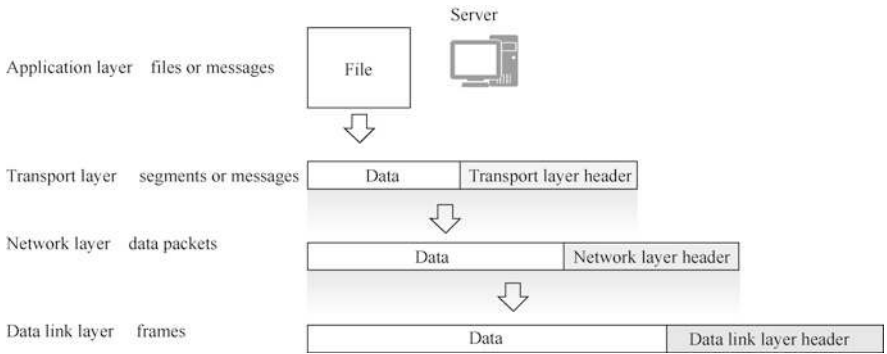 Server
Application layer files or messages File
Transport layer segments or messages Data Transport layer header
Network layer data packets Data Network layer header
Data link layer frames Data Data link layer header